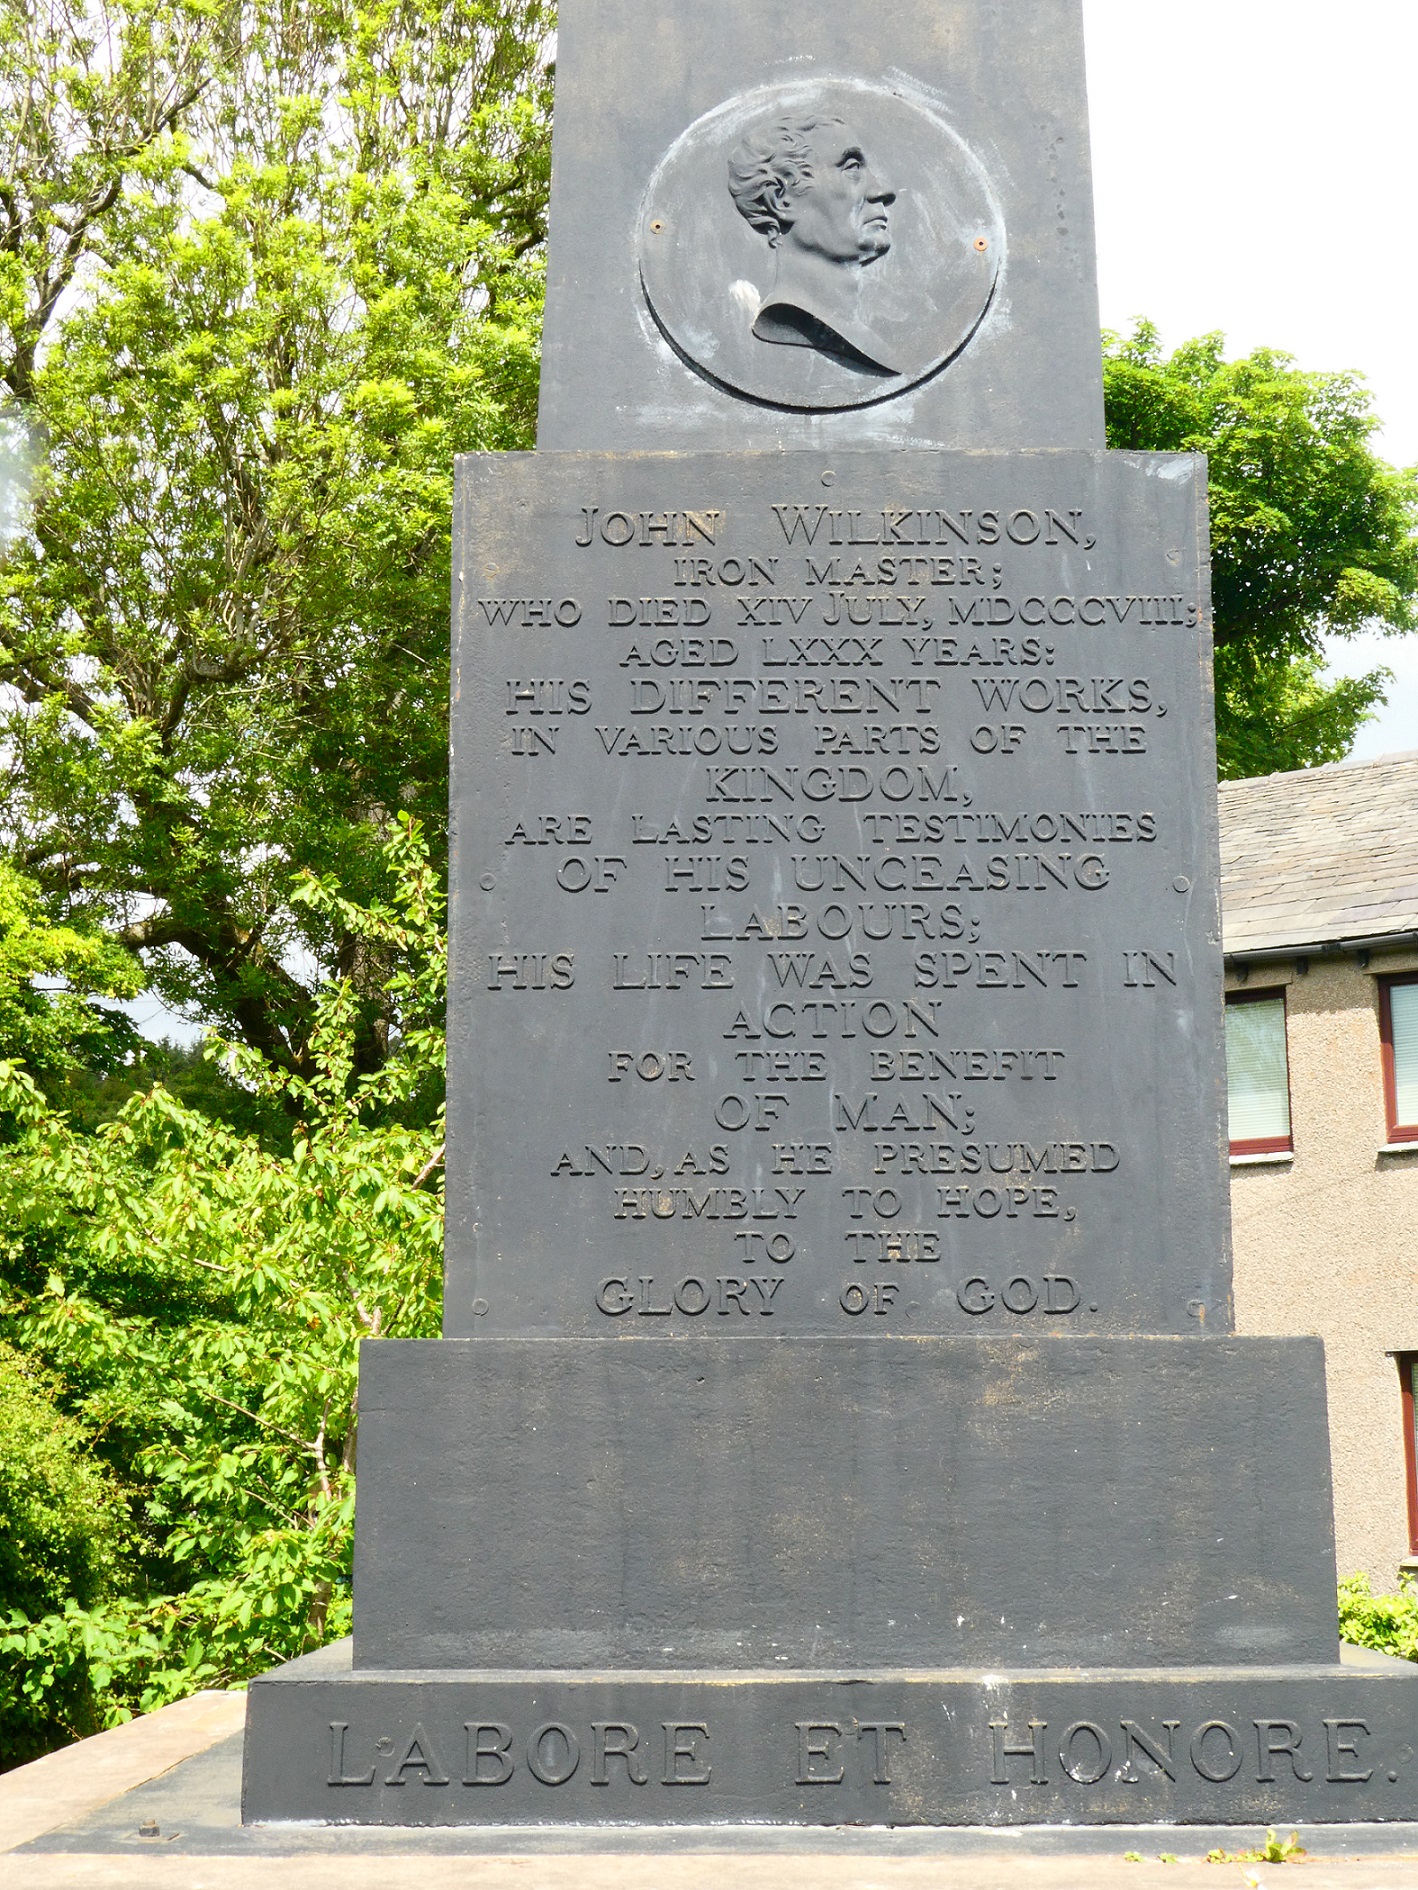 JOHN WILKINSON,
IRON MASTER;
WHO DIED XIV JULY, MDCCCVIII;
AGED LXXX YEARS:
HIS DIFFERENT WORKS,
IN VARIOUS PARTS OF THE
KINGDOM,
ARE LASTING TESTIMONIES
OF HIS UNCEASING
LABOURS;
HIS LIFE WAS SPENT IN
ACTION
FOR THE BENEFIT
OF MAN;
AND, AS HE PRESUMED
HUMBLY TO HOPE,
TO THE
GLORY OF GOD.
LABORE ET HONORE.